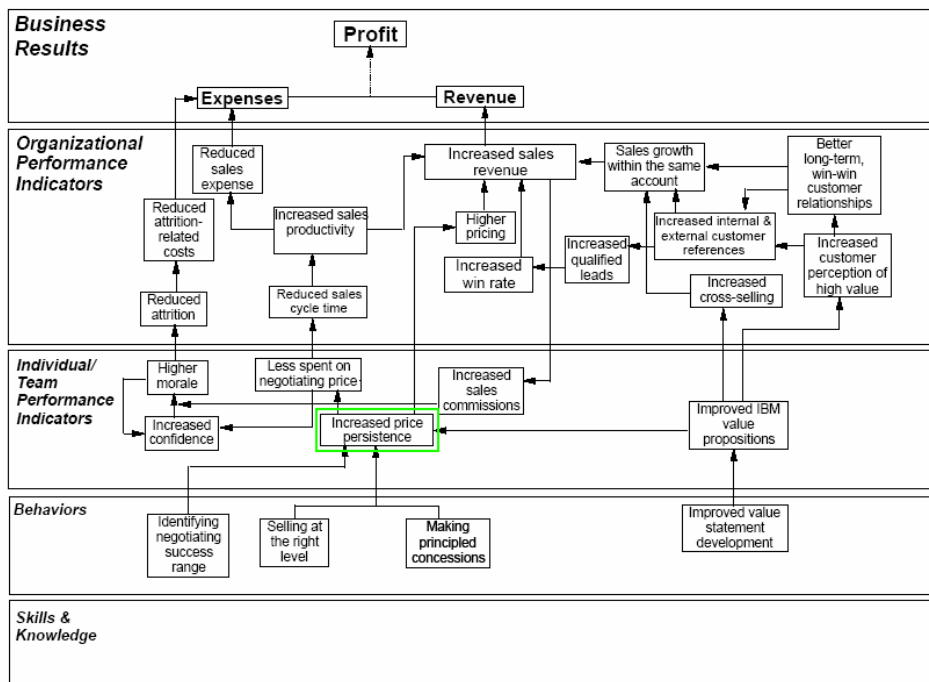 Business
Results
Profit
Expenses
Revenue
Organizational
Performance
Indicators
Reduced
sales
expense
Increased sales
revenue
Sales growth
within the same
account
Better
long-term,
win-win
customer
relationships
Reduced
attrition-
related
costs
Increased sales
productivity
Higher
pricing
Increased internal &
external customer
references
Increased
qualified
leads
Increased
customer
perception of
high value
Increased
win rate
Increased
cross-selling
Reduced
attrition
Reduced sales
cycle time
Individual/
Team
Performance
Indicators
Higher
morale
Less spent on
negotiating price
Increased
sales
commissions
Increased
confidence
Increased price
persistence
Improved IBM
value
propositions
Behaviors
Identifying
negotiating
success
range
Selling at
the right
level
Making
principled
concessions
Improved value
statement
development
Skills &
Knowledge